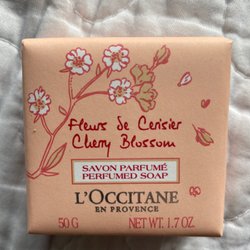 Fleurs de Cerisier
Cherry Blossom
SAVON PARFUMÉ
PERFUMED SOAP
L'OCCITANE
EN PROVENCE
50 G NET WT. 1.7 OZ.